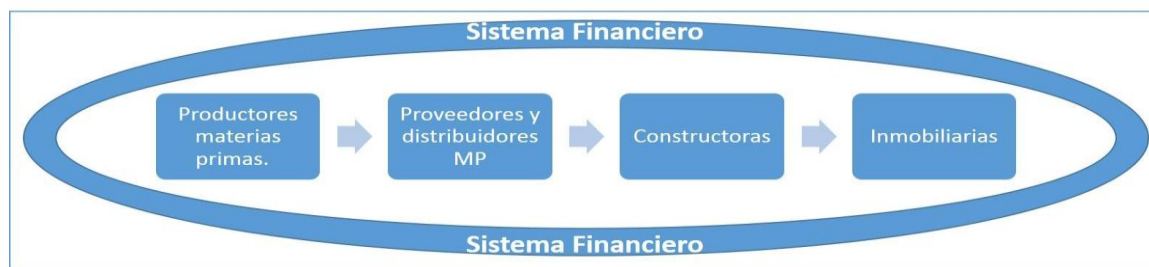 Sistema Financiero
Productores
materias
primas.
Proveedores y
distribuidores
MP
Constructoras
Inmobiliarias
Sistema Financiero